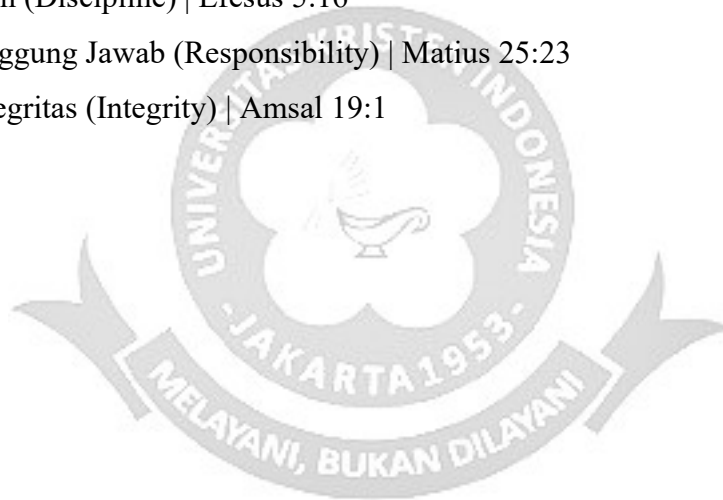 (Discipline) | Efesus 5:16
ggung Jawab (Responsibility) | Matius 25:23
egritas (Integrity) | Amsal 19:1
UNIVERSITAS KRISTEN INDONESIA
-JAKARTA 1953-
MELAYANI, BUKAN DILAYANI